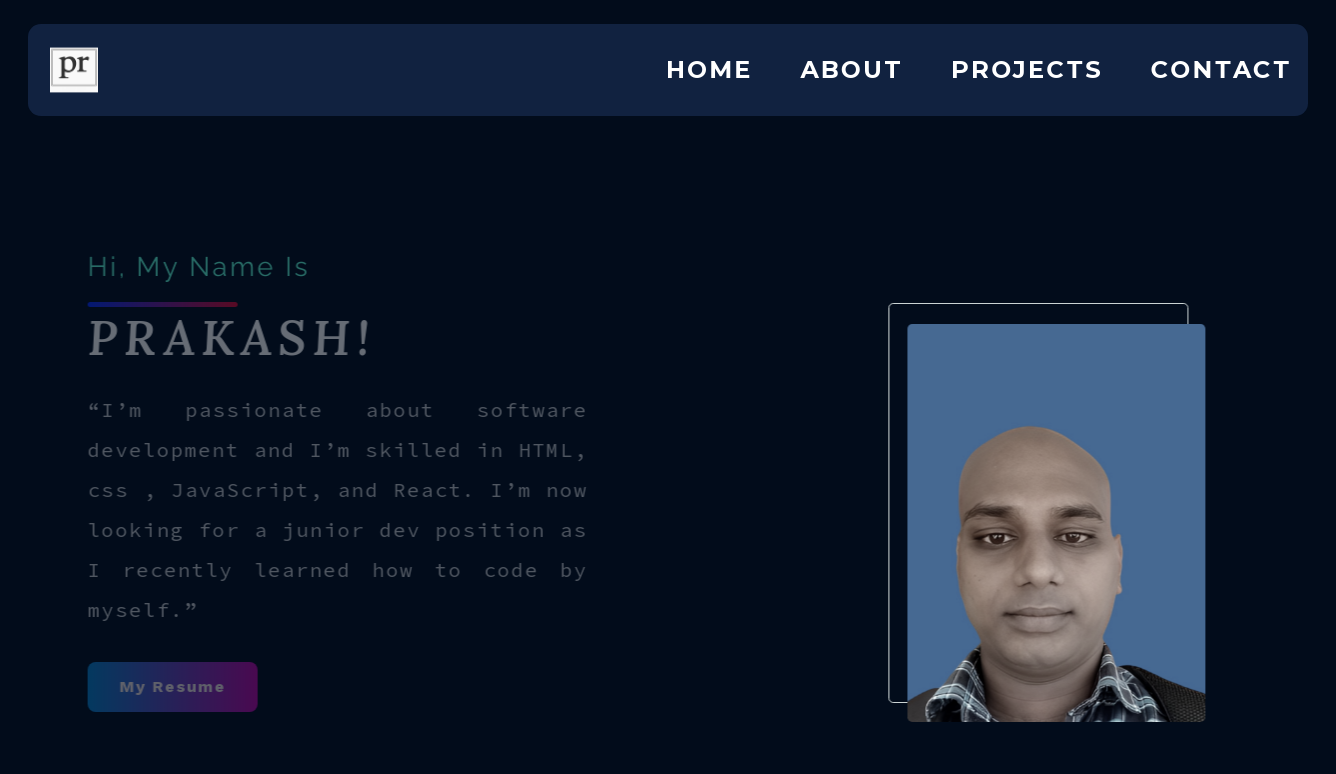 pr
HOME ABOUT PROJECTS CONTACT
Hi, My Name Is
PRAKASH!
“I’m passionate about software
development and I’m skilled in HTML,
css , JavaScript, and React. I’m now
looking for a junior dev position as
I recently learned how to code by
myself.”
My Resume